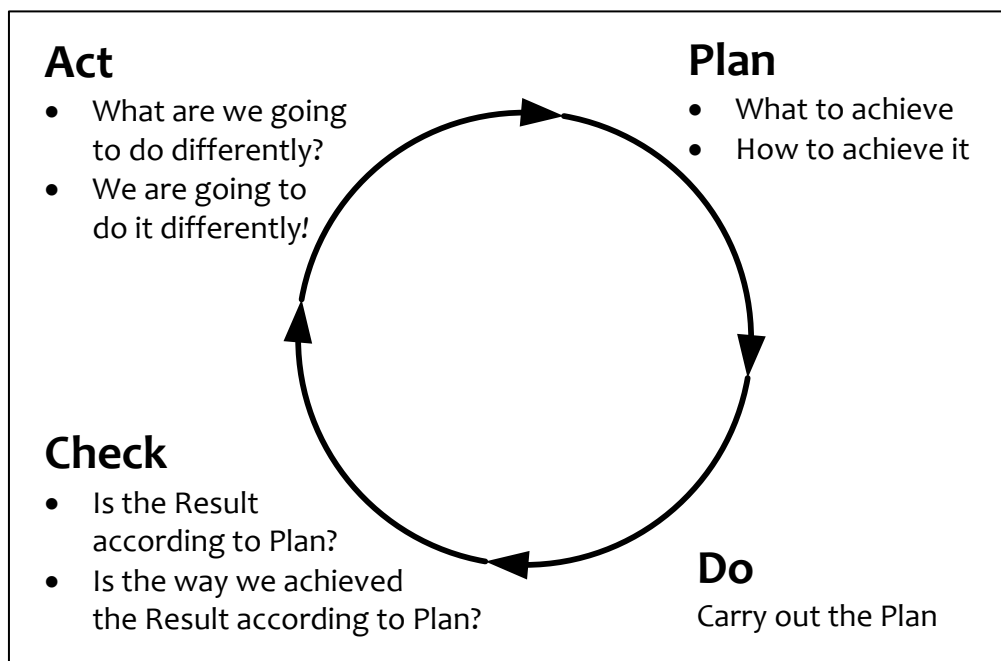 Act
• What are we going
to do differently?
• We are going to
do it differently!
Plan
• What to achieve
• How to achieve it
Check
• Is the Result
according to Plan?
• Is the way we achieved
the Result according to Plan?
Do
Carry out the Plan